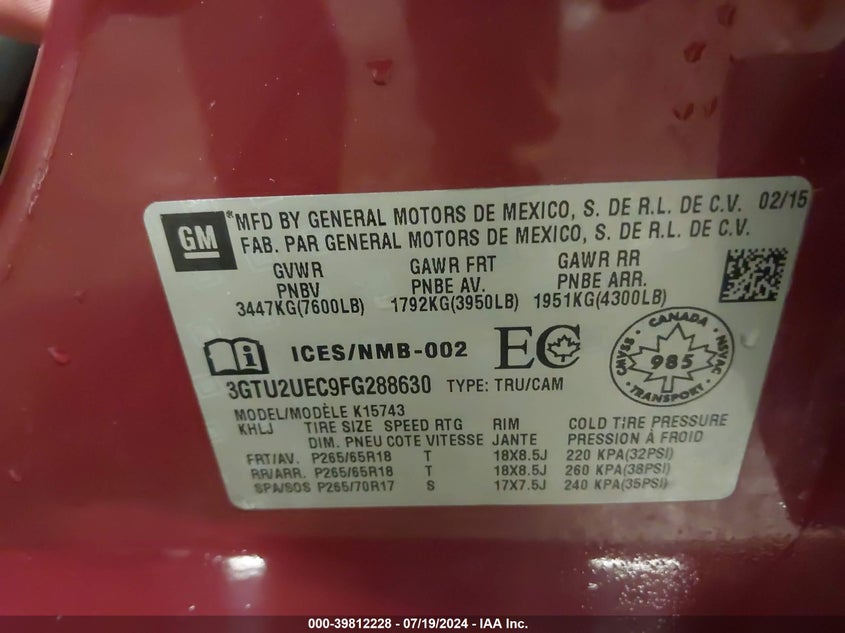 GM
*MFD BY GENERAL MOTORS DE MEXICO, S. DE R.L. DE C.V. 02/15
FAB. PAR GENERAL MOTORS DE MEXICO, S. DE R.L. DE C.V.
GVWR GAWR FRT GAWR RR
PNBV PNBE AV. PNBE ARR.
3447KG(7600LB) 1792KG(3950LB) 1951KG(4300LB)
i ICES/NMB-002 EC
CANADA
CMVSS 985 NSVAC
TRANSPORT
3GTU2UEC9FG288630 TYPE: TRU/CAM
MODEL/MODÈLE K15743
KHLJ TIRE SIZE SPEED RTG RIM COLD TIRE PRESSURE
DIM. PNEU COTE VITESSE JANTE PRESSION À FROID
FRT/AV. P265/65R18 T 18X8.5J 220 KPA(32PSI)
RR/ARR. P265/65R18 T 18X8.5J 260 KPA(38PSI)
SPA/SOS P265/70R17 S 17X7.5J 240 KPA(35PSI)
000-39812228 - 07/19/2024 - IAA Inc.